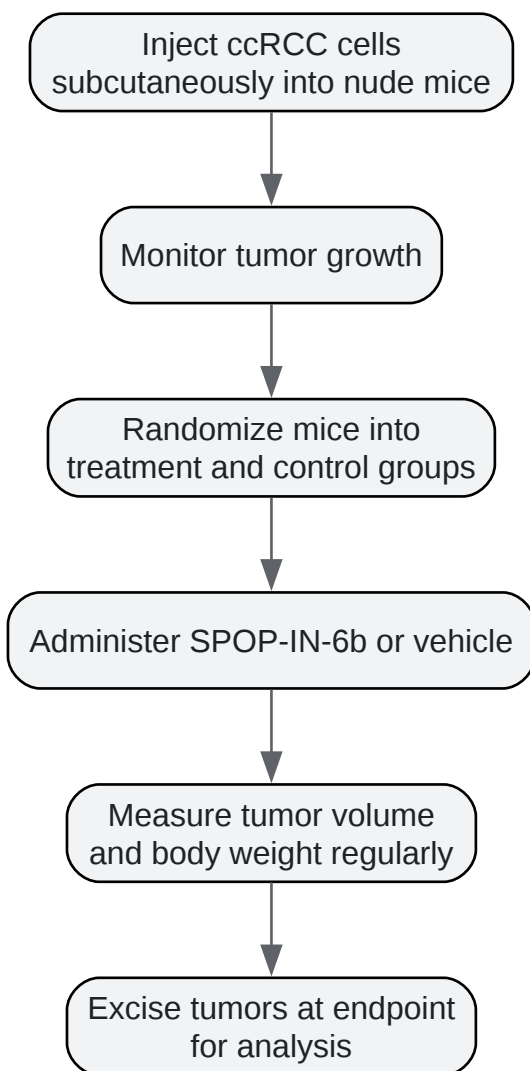 Inject ccRCC cells
subcutaneously into nude mice
Monitor tumor growth
Randomize mice into
treatment and control groups
Administer SPOP-IN-6b or vehicle
Measure tumor volume
and body weight regularly
Excise tumors at endpoint
for analysis